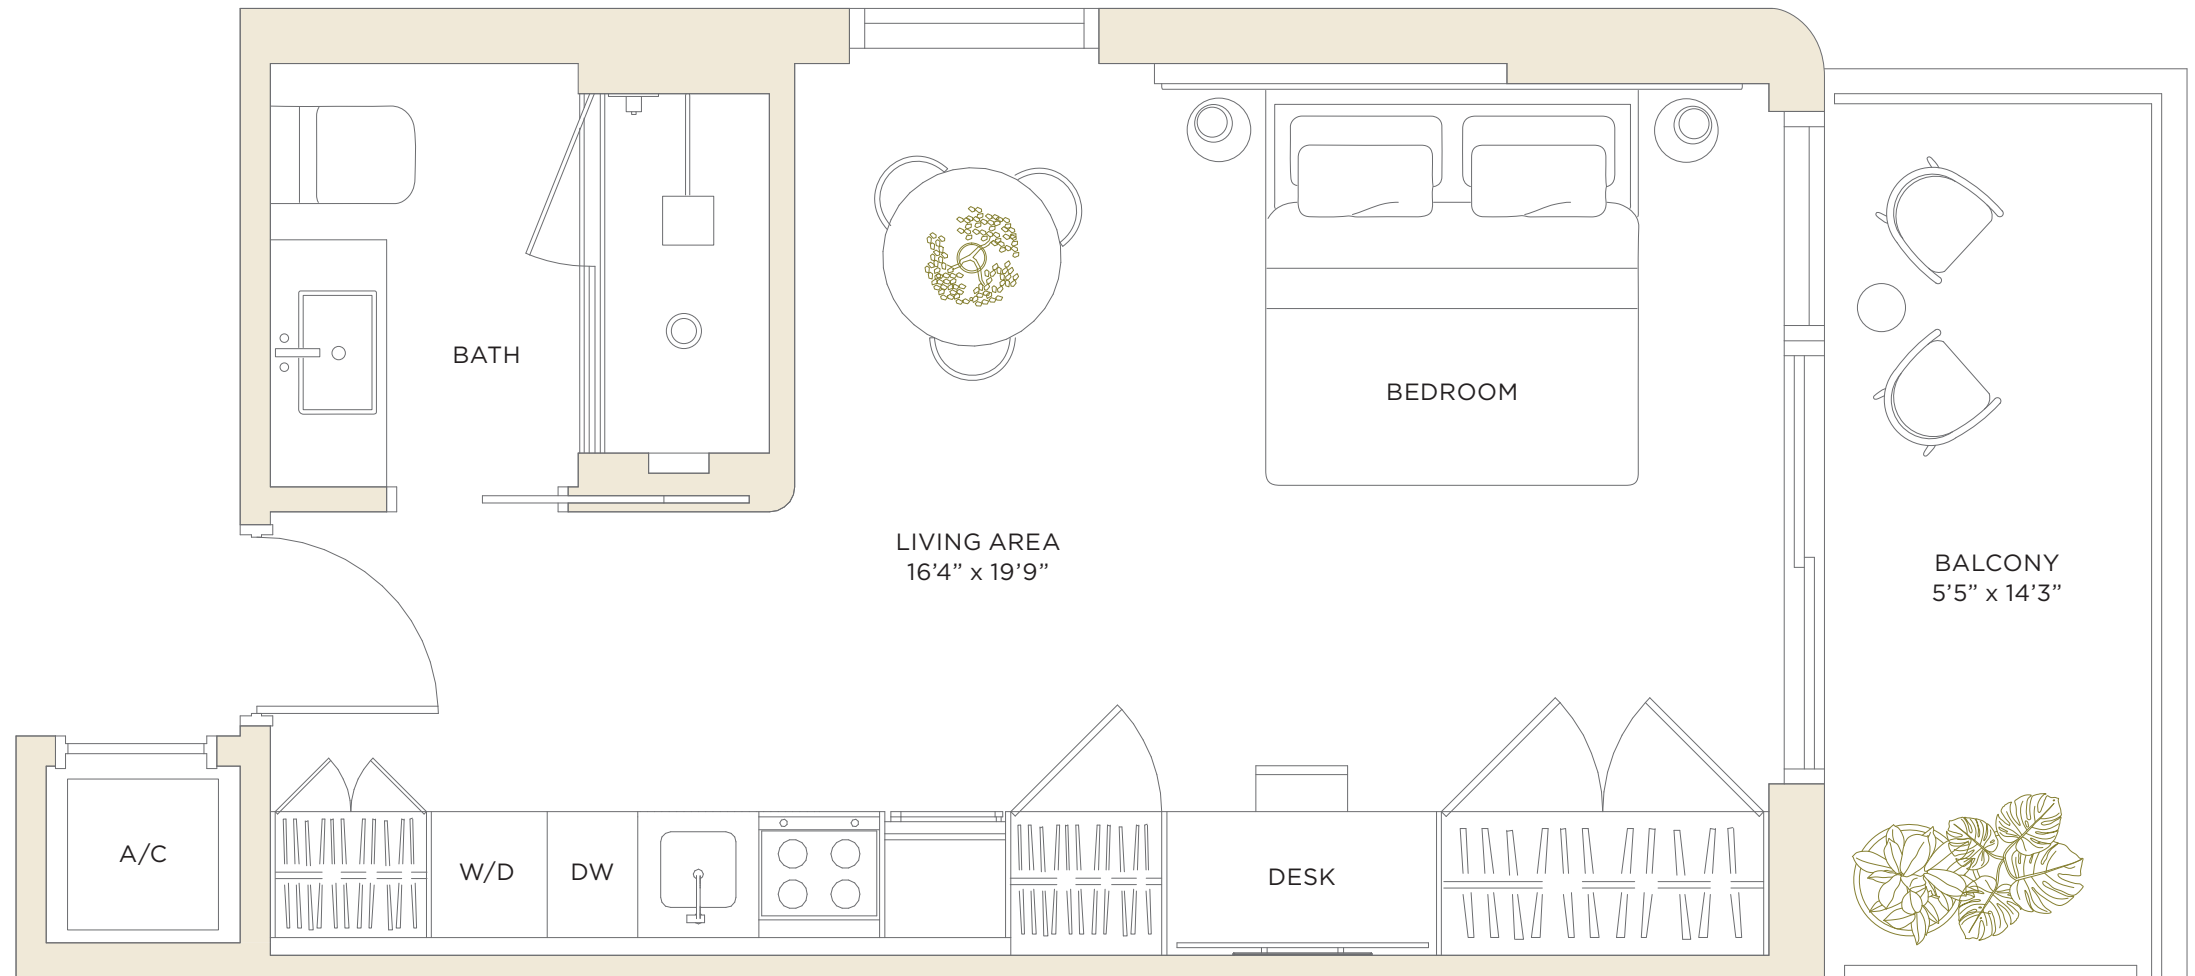 BATH
BEDROOM
LIVING AREA
16’4” x 19’9”
BALCONY
5’5” x 14’3”
A/C
W/D
DW
DESK